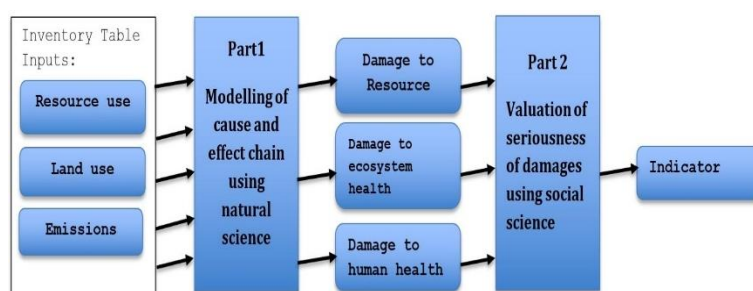 Inventory Table
Inputs:
Resource use
Land use
Emissions
Part1
Modelling of
cause and
effect chain
using
natural
science
Damage to
Resource
Damage to
ecosystem
health
Damage to
human health
Part 2
Valuation of
seriousness
of damages
using social
science
Indicator